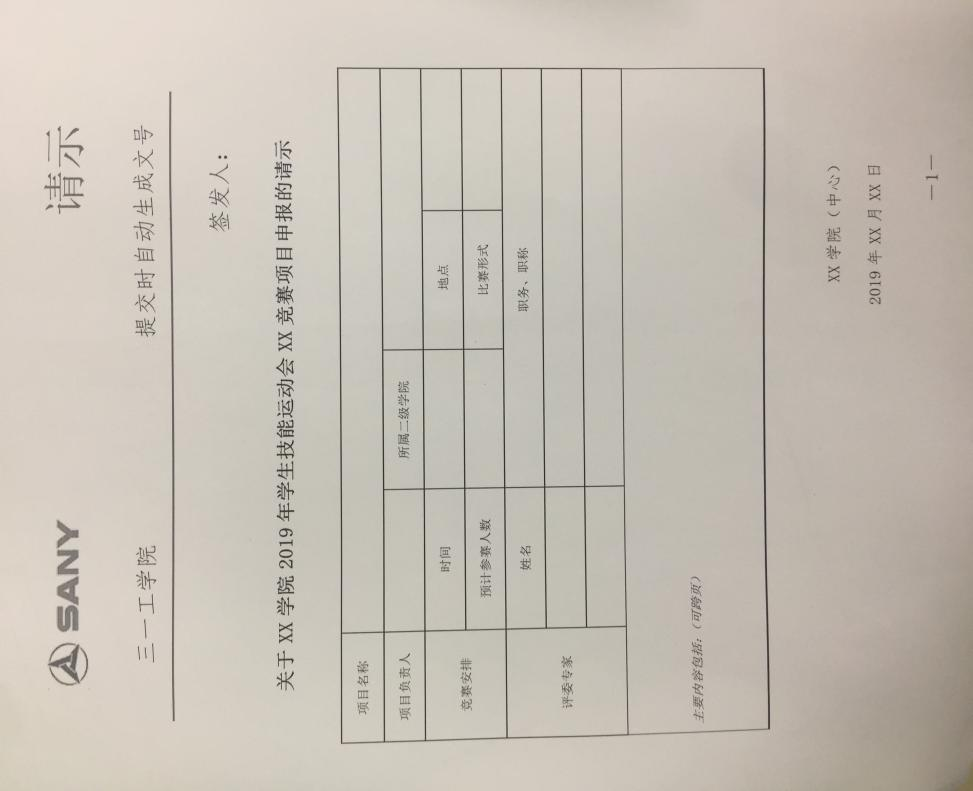 SANY 请示
三一工学院 提交时自动生成文号
签发人:
关于 XX 学院 2019 年学生技能运动会 XX 竞赛项目申报的请示
项目名称
项目负责人 所属二级学院
竞赛安排 时间 地点
预计参赛人数 比赛形式
评委专家 姓名 职务、职称
主要内容包括:(可跨页)
XX 学院(中心)
2019 年 XX 月 XX 日
—1—